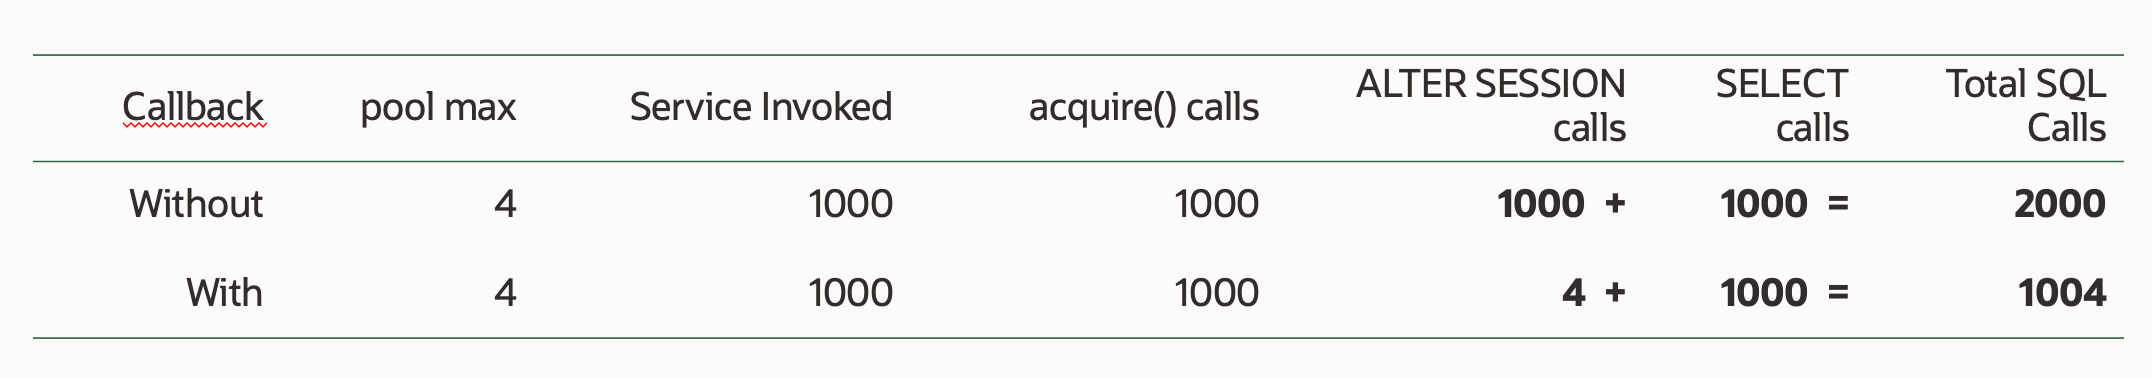 Callback pool max Service Invoked acquire() calls ALTER SESSION calls SELECT calls Total SQL Calls
Without 4 1000 1000 1000 + 1000 = 2000
With 4 1000 1000 4 + 1000 = 1004